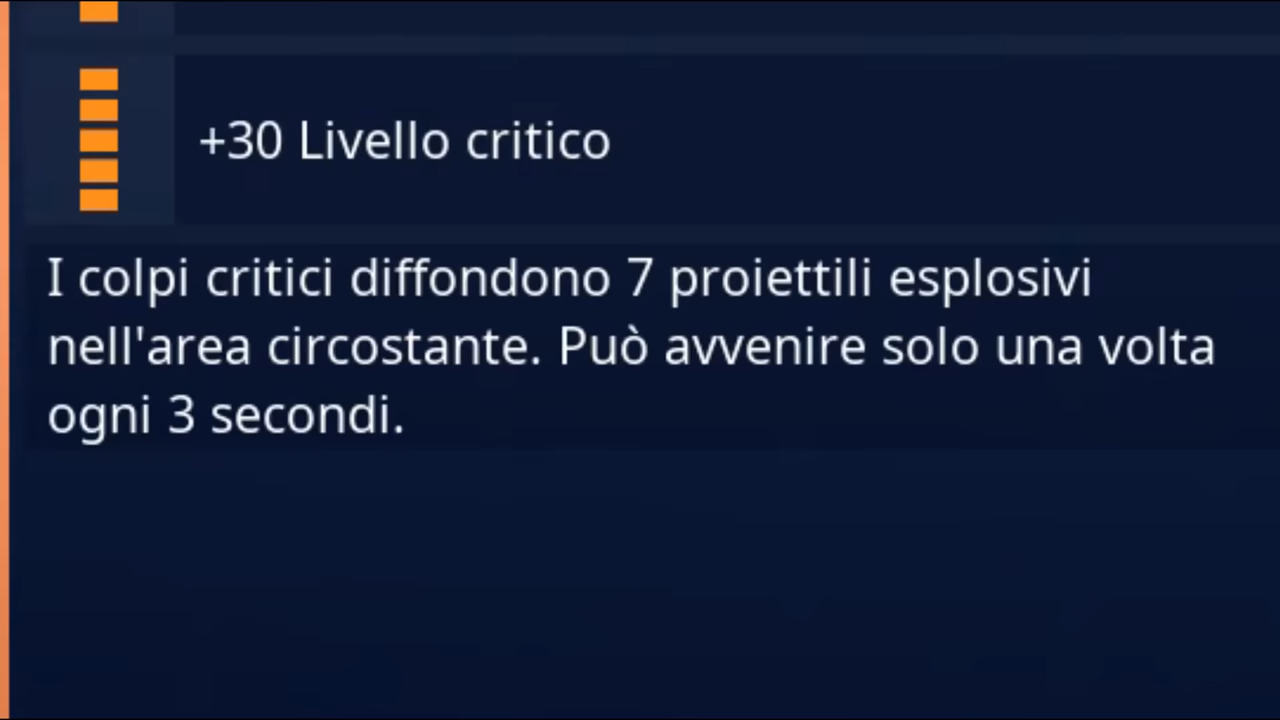 +30 Livello critico
I colpi critici diffondono 7 proiettili esplosivi
nell'area circostante. Può avvenire solo una volta
ogni 3 secondi.